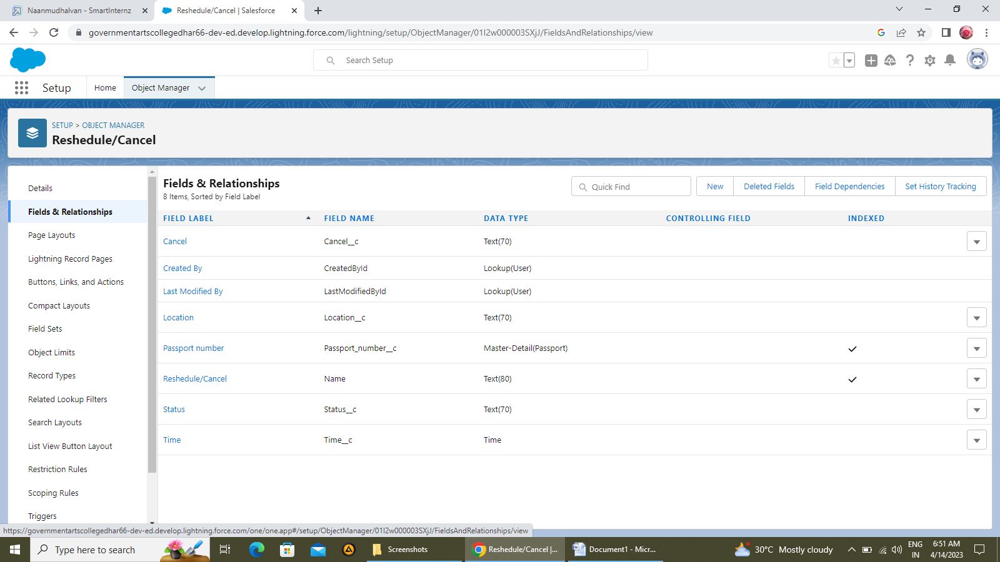 Naanmudhalvan - SmartInternz
Reshedule/Cancel | Salesforce
governmentartscollegedhar66-dev-ed.develop.lightning.force.com/lightning/setup/ObjectManager/01I2w000003SXjJ/FieldsAndRelationships/view
Search Setup
Setup
Home
Object Manager
SETUP > OBJECT MANAGER
Reshedule/Cancel
Details
Fields & Relationships
Page Layouts
Lightning Record Pages
Buttons, Links, and Actions
Compact Layouts
Field Sets
Object Limits
Record Types
Related Lookup Filters
Search Layouts
List View Button Layout
Restriction Rules
Scoping Rules
Triggers
Fields & Relationships
8 Items, Sorted by Field Label
Quick Find
New
Deleted Fields
Field Dependencies
Set History Tracking
FIELD LABEL FIELD NAME DATA TYPE CONTROLLING FIELD INDEXED
Cancel Cancel__c Text(70)
Created By CreatedById Lookup(User)
Last Modified By LastModifiedById Lookup(User)
Location Location__c Text(70)
Passport number Passport_number__c Master-Detail(Passport)
Reshedule/Cancel Name Text(80)
Status Status__c Text(70)
Time Time__c Time
https://governmentartscollegedhar66-dev-ed.develop.lightning.force.com/one/one.app#/setup/ObjectManager/01I2w000003SXjJ/FieldsAndRelationships/view
Type here to search
Screenshots
Reshedule/Cancel |...
Document1 - Micr...
30°C Mostly cloudy
ENG
IN
6:51 AM
4/14/2023